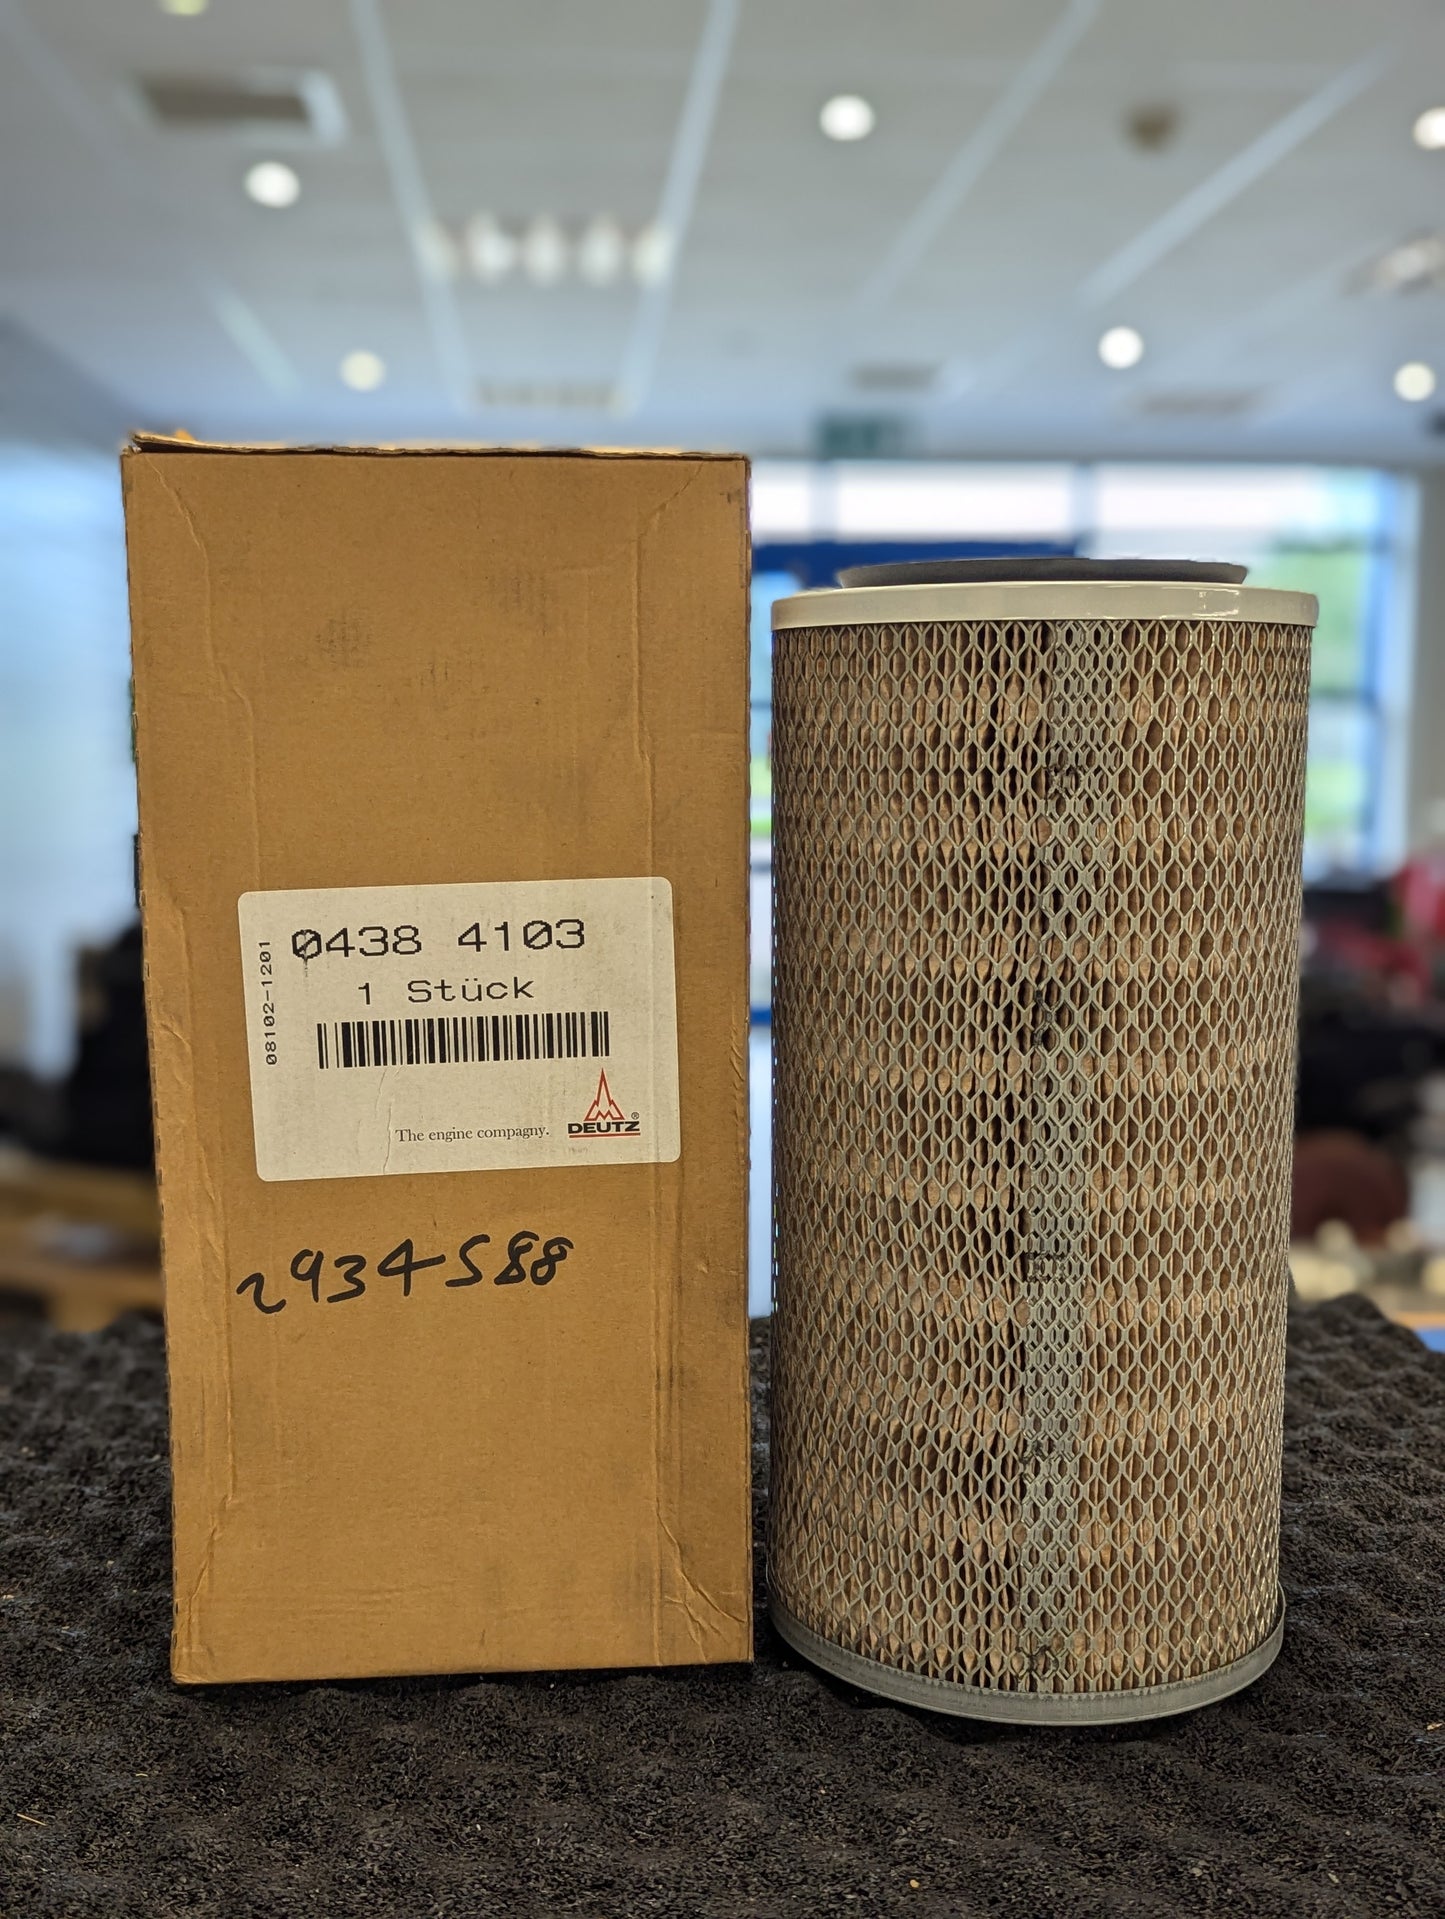 0438 4103
1 Stück
08102-1201
The engine compagny.
DEUTZ ®
2934588